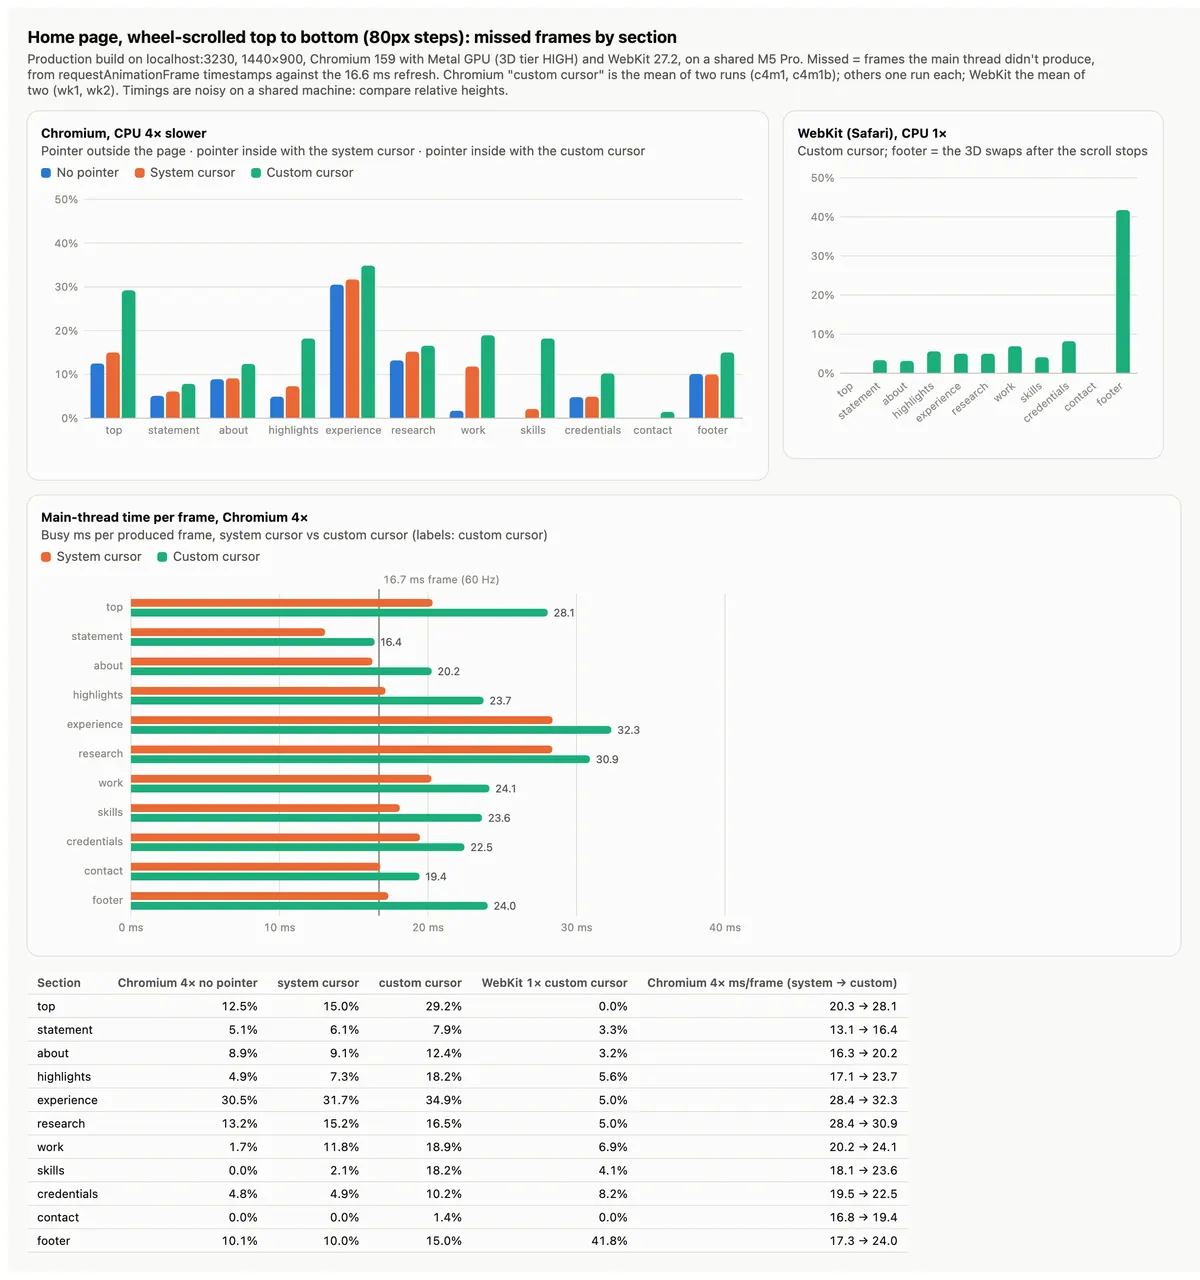 Home page, wheel-scrolled top to bottom (80px steps): missed frames by section
Production build on localhost:3230, 1440×900, Chromium 159 with Metal GPU (3D tier HIGH) and WebKit 27.2, on a shared M5 Pro. Missed = frames the main thread didn't produce,
from requestAnimationFrame timestamps against the 16.6 ms refresh. Chromium "custom cursor" is the mean of two runs (c4m1, c4m1b); others one run each; WebKit the mean of
two (wk1, wk2). Timings are noisy on a shared machine: compare relative heights.
Chromium, CPU 4× slower
Pointer outside the page · pointer inside with the system cursor · pointer inside with the custom cursor
No pointer System cursor Custom cursor
50%
40%
30%
20%
10%
0%
top statement about highlights experience research work skills credentials contact footer
WebKit (Safari), CPU 1×
Custom cursor; footer = the 3D swaps after the scroll stops
50%
40%
30%
20%
10%
0%
top statement about highlights experience research work skills credentials contact footer
Main-thread time per frame, Chromium 4×
Busy ms per produced frame, system cursor vs custom cursor (labels: custom cursor)
System cursor Custom cursor
16.7 ms frame (60 Hz)
top 28.1
statement 16.4
about 20.2
highlights 23.7
experience 32.3
research 30.9
work 24.1
skills 23.6
credentials 22.5
contact 19.4
footer 24.0
0 ms 10 ms 20 ms 30 ms 40 ms
Section Chromium 4× no pointer system cursor custom cursor WebKit 1× custom cursor Chromium 4× ms/frame (system → custom)
top 12.5% 15.0% 29.2% 0.0% 20.3 → 28.1
statement 5.1% 6.1% 7.9% 3.3% 13.1 → 16.4
about 8.9% 9.1% 12.4% 3.2% 16.3 → 20.2
highlights 4.9% 7.3% 18.2% 5.6% 17.1 → 23.7
experience 30.5% 31.7% 34.9% 5.0% 28.4 → 32.3
research 13.2% 15.2% 16.5% 5.0% 28.4 → 30.9
work 1.7% 11.8% 18.9% 6.9% 20.2 → 24.1
skills 0.0% 2.1% 18.2% 4.1% 18.1 → 23.6
credentials 4.8% 4.9% 10.2% 8.2% 19.5 → 22.5
contact 0.0% 0.0% 1.4% 0.0% 16.8 → 19.4
footer 10.1% 10.0% 15.0% 41.8% 17.3 → 24.0